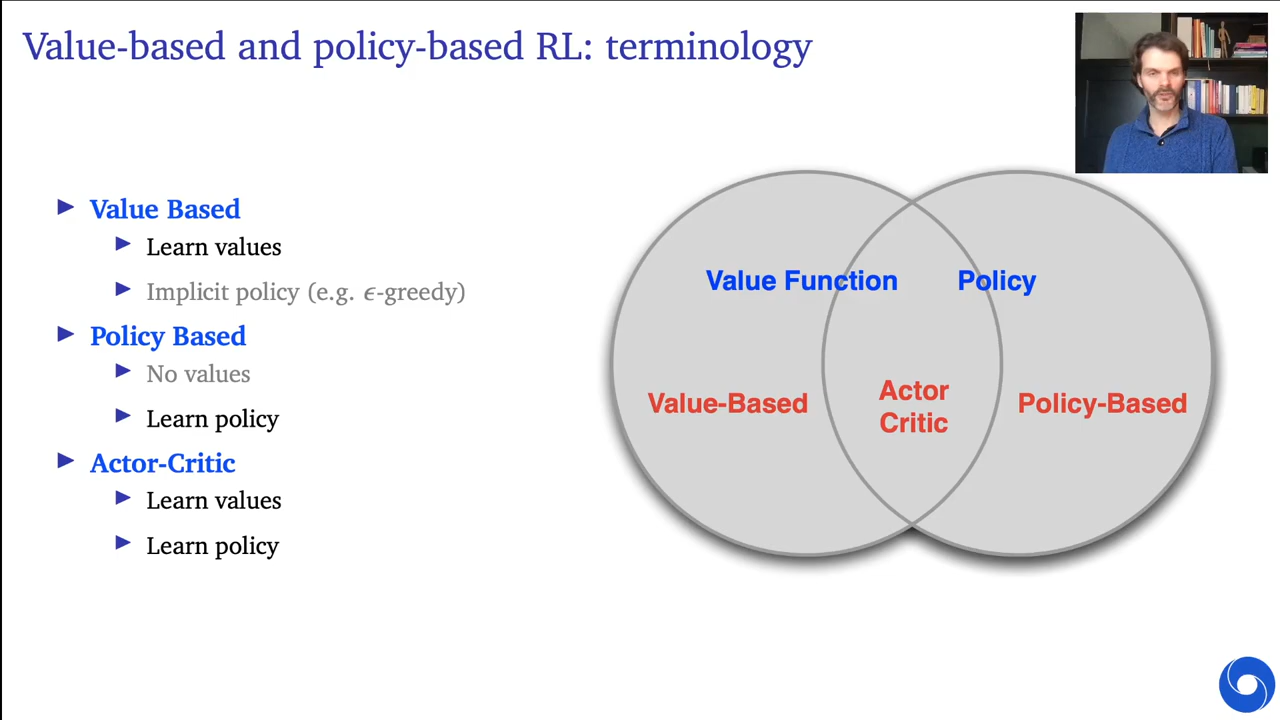 Value-based and policy-based RL: terminology
Value Based
Learn values
Implicit policy (e.g. ϵ-greedy)
Policy Based
No values
Learn policy
Actor-Critic
Learn values
Learn policy
Value Function
Policy
Value-Based
Actor
Critic
Policy-Based